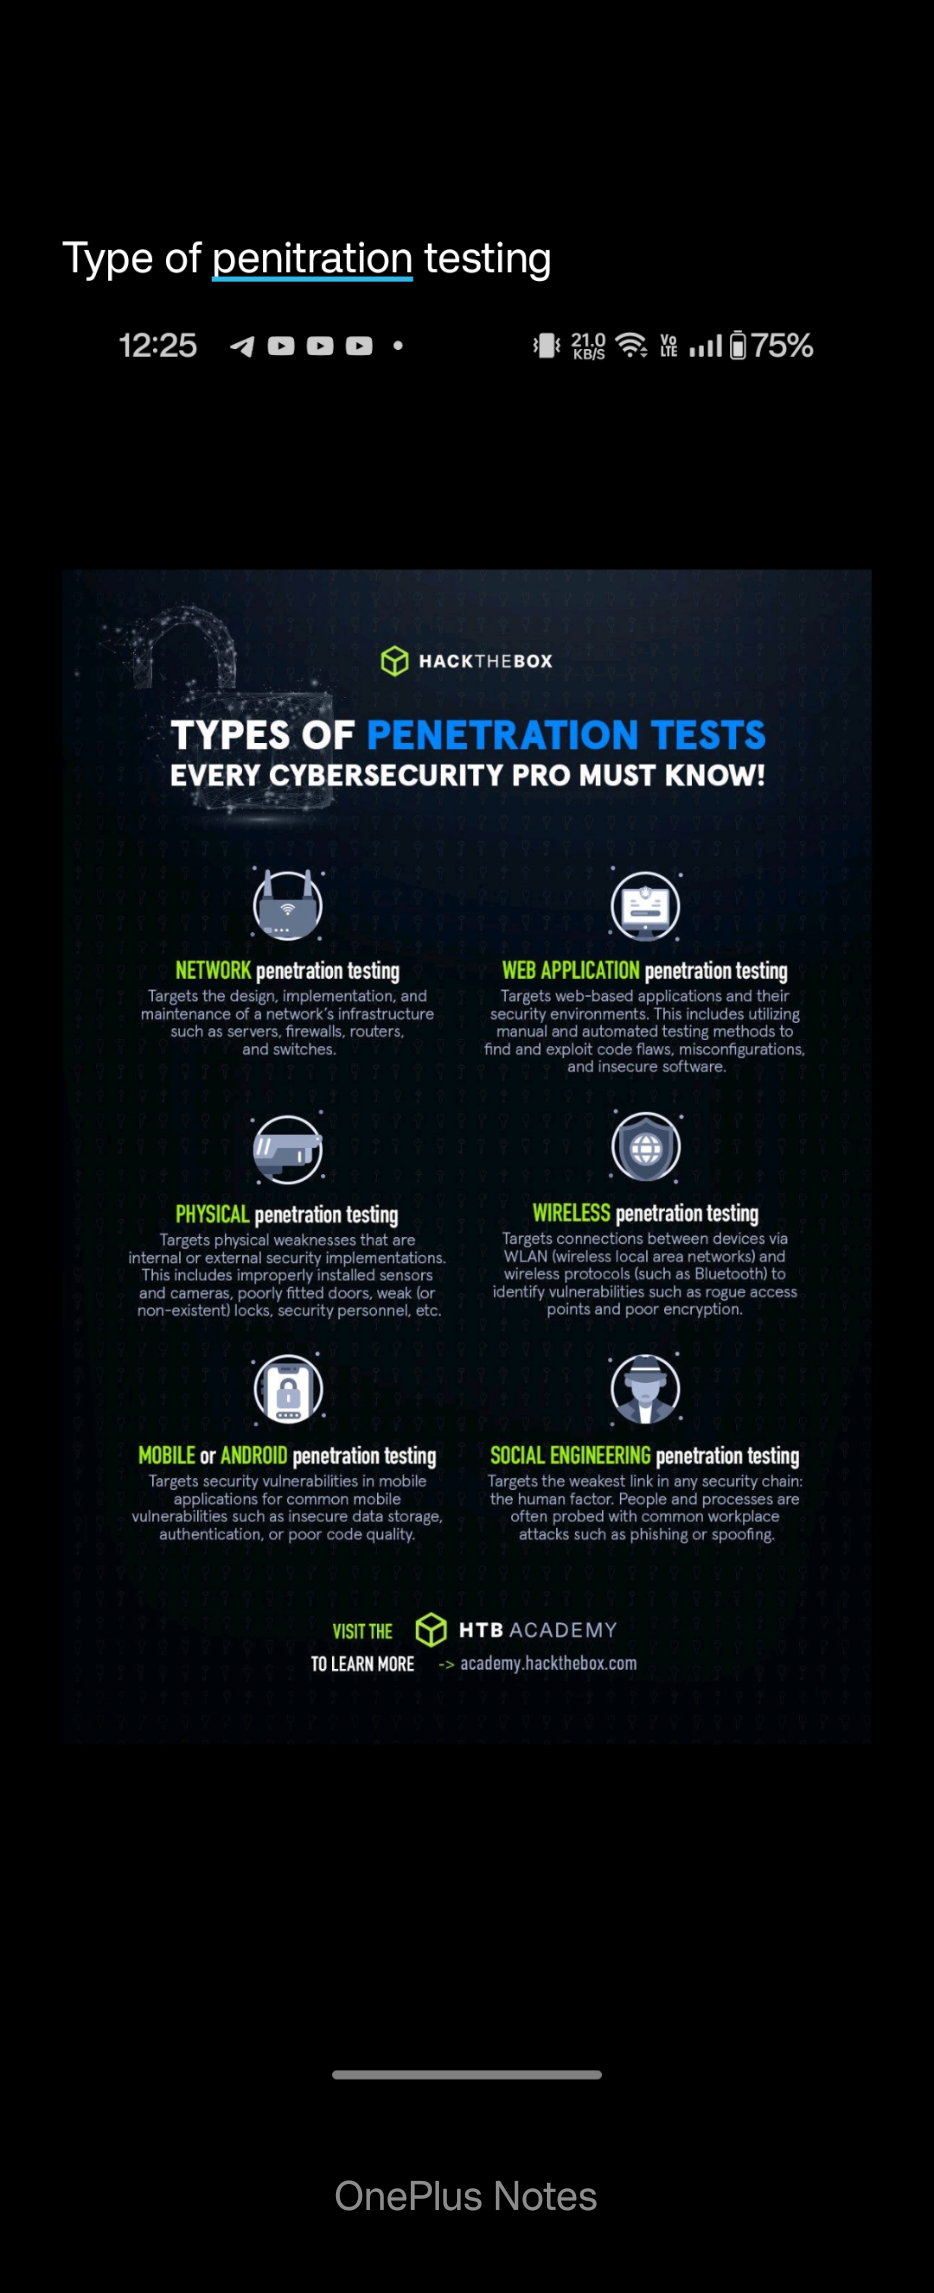 Type of penitration testing
12:25
21.0 KB/S
Vo LTE
75%
HACKTHEBOX
TYPES OF PENETRATION TESTS
EVERY CYBERSECURITY PRO MUST KNOW!
NETWORK penetration testing
Targets the design, implementation, and
maintenance of a network's infrastructure
such as servers, firewalls, routers,
and switches.
WEB APPLICATION penetration testing
Targets web-based applications and their
security environments. This includes utilizing
manual and automated testing methods to
find and exploit code flaws, misconfigurations,
and insecure software.
PHYSICAL penetration testing
Targets physical weaknesses that are
internal or external security implementations.
This includes improperly installed sensors
and cameras, poorly fitted doors, weak (or
non-existent) locks, security personnel, etc.
WIRELESS penetration testing
Targets connections between devices via
WLAN (wireless local area networks) and
wireless protocols (such as Bluetooth) to
identify vulnerabilities such as rogue access
points and poor encryption.
MOBILE or ANDROID penetration testing
Targets security vulnerabilities in mobile
applications for common mobile
vulnerabilities such as insecure data storage,
authentication, or poor code quality.
SOCIAL ENGINEERING penetration testing
Targets the weakest link in any security chain:
the human factor. People and processes are
often probed with common workplace
attacks such as phishing or spoofing.
VISIT THE HTB ACADEMY
TO LEARN MORE -> academy.hackthebox.com
OnePlus Notes